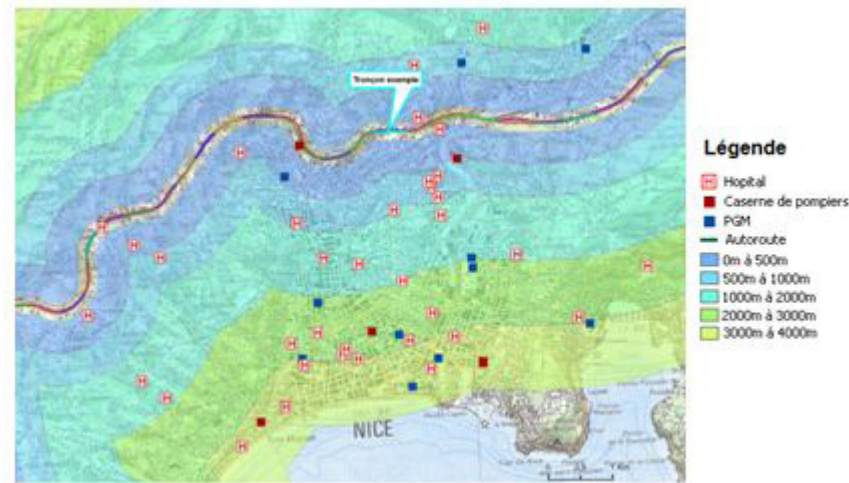 Tronçon exemple
H
NICE
Légende
Hopital
Caserne de pompiers
PGM
Autoroute
0m à 500m
500m à 1000m
1000m à 2000m
2000m à 3000m
3000m à 4000m